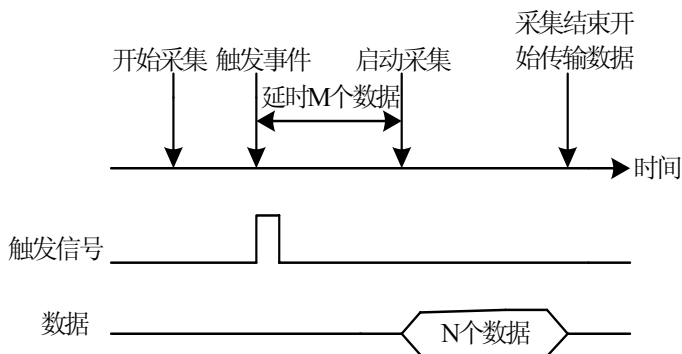 采集结束开
始传输数据
开始采集 触发事件 启动采集
延时M个数据
时间
触发信号
数据
N个数据